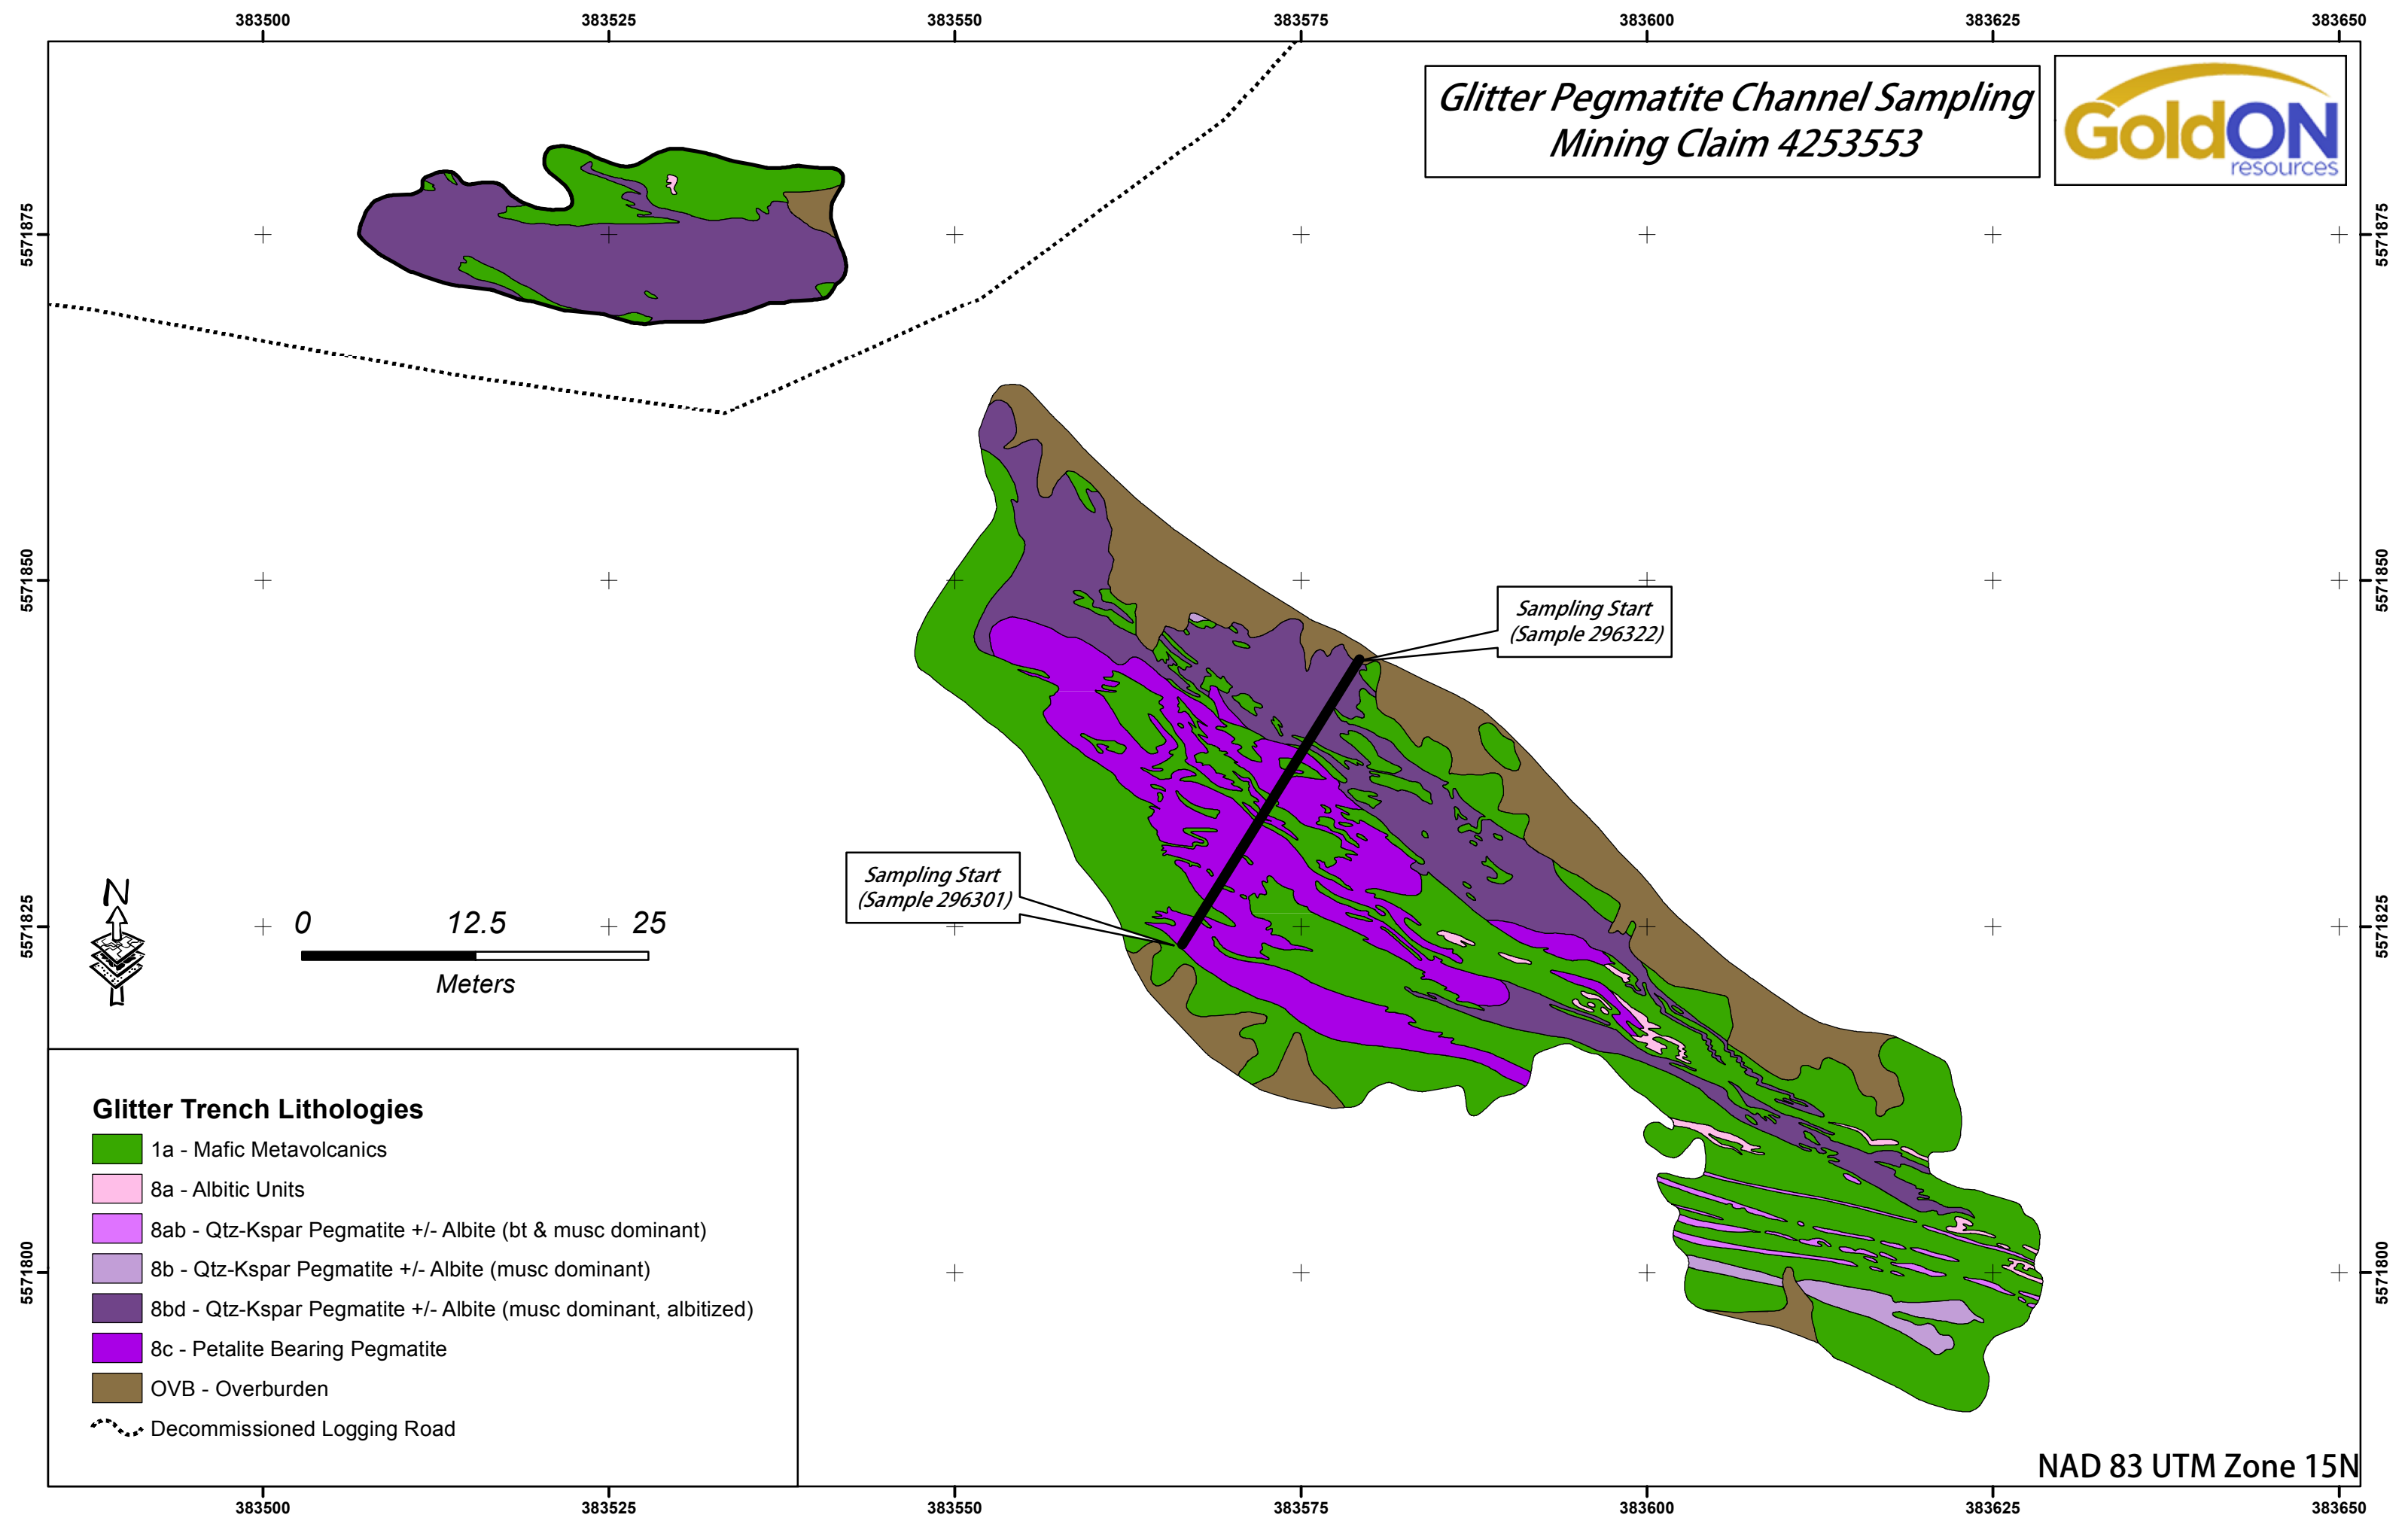 383500 383525 383550 383575 383600 383625 383650
Glitter Pegmatite Channel Sampling
Mining Claim 4253553
GoldON
resources
5571875 5571875
5571850 5571850
Sampling Start
(Sample 296322)
Sampling Start
(Sample 296301)
5571825 5571825
N
0 12.5 25
Meters
Glitter Trench Lithologies
1a - Mafic Metavolcanics
8a - Albitic Units
8ab - Qtz-Kspar Pegmatite +/- Albite (bt & musc dominant)
8b - Qtz-Kspar Pegmatite +/- Albite (musc dominant)
8bd - Qtz-Kspar Pegmatite +/- Albite (musc dominant, albitized)
8c - Petalite Bearing Pegmatite
OVB - Overburden
Decommissioned Logging Road
5571800 5571800
NAD 83 UTM Zone 15N
383500 383525 383550 383575 383600 383625 383650